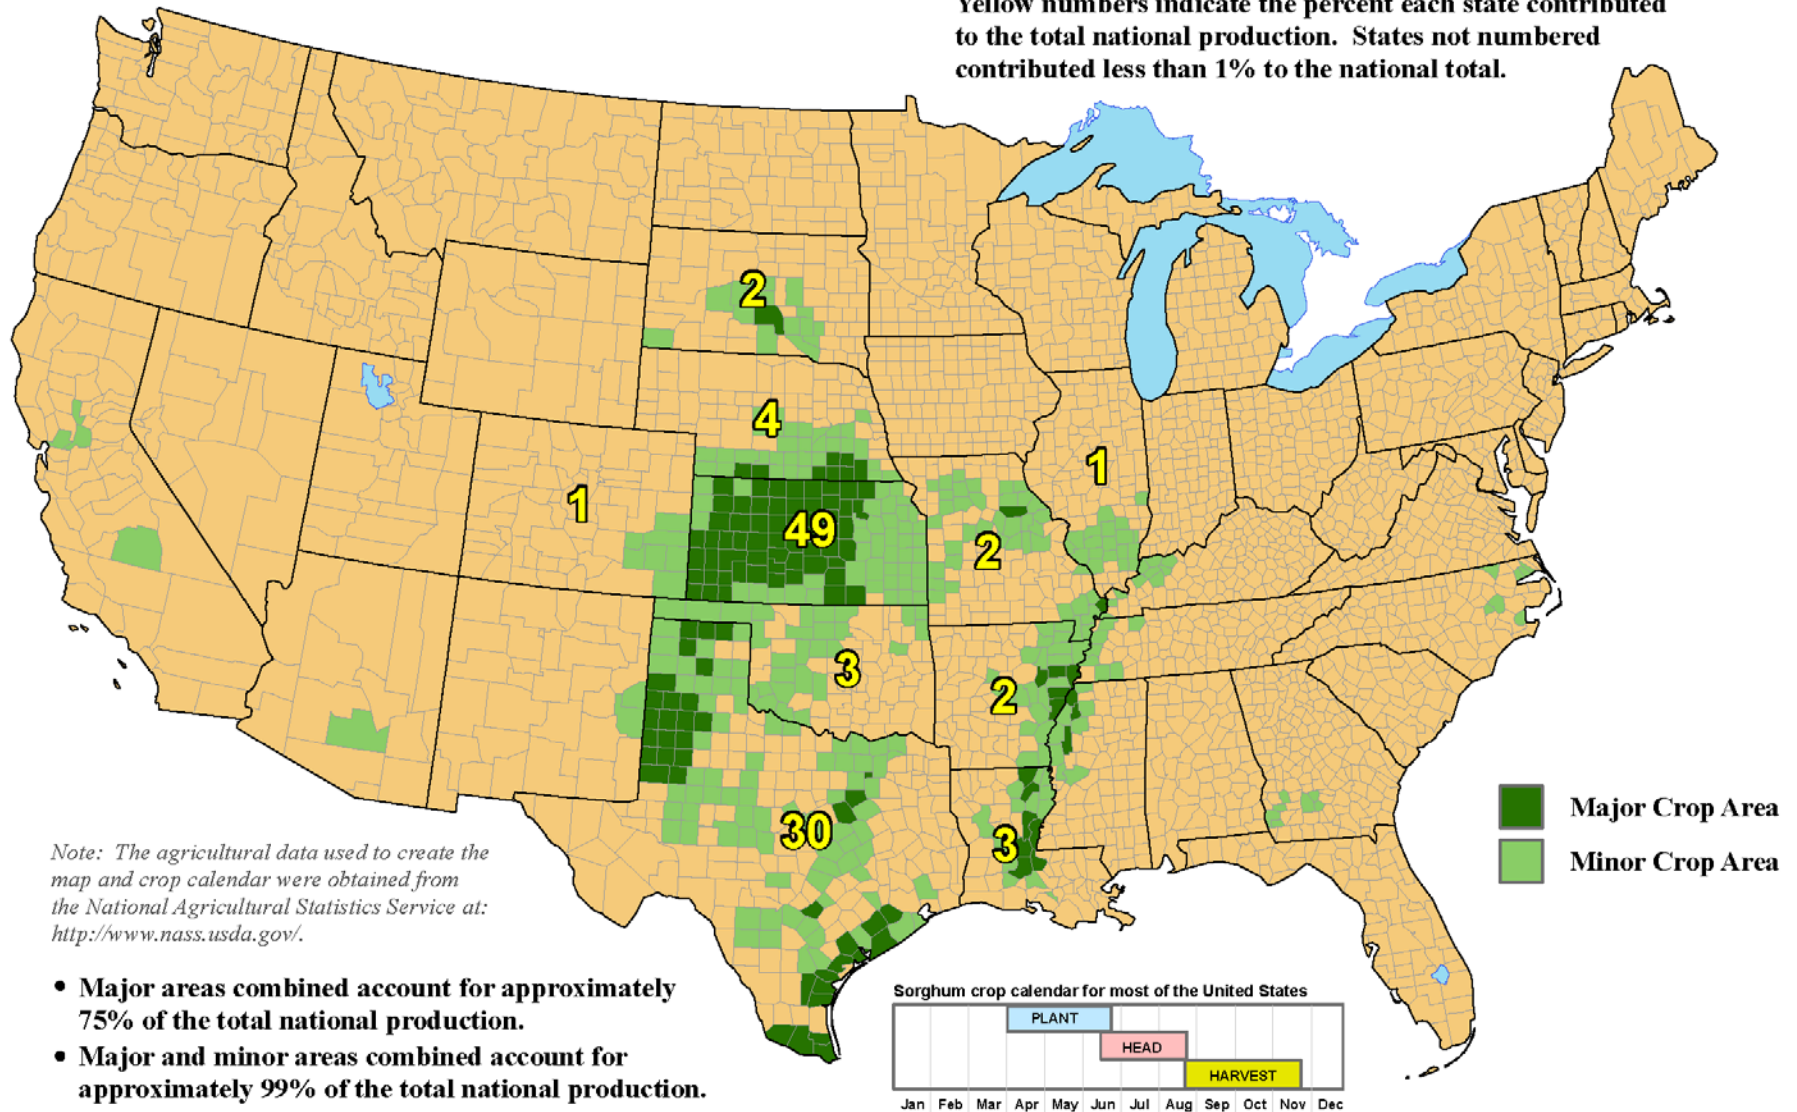 Yellow numbers indicate the percent each state contributed
to the total national production. States not numbered
contributed less than 1% to the national total.
2
4
1
1
49
2
3
2
30
3
Major Crop Area
Minor Crop Area
Note: The agricultural data used to create the
map and crop calendar were obtained from
the National Agricultural Statistics Service at:
http://www.nass.usda.gov/.
• Major areas combined account for approximately
75% of the total national production.
• Major and minor areas combined account for
approximately 99% of the total national production.
Sorghum crop calendar for most of the United States
PLANT
HEAD
HARVEST
Jan Feb Mar Apr May Jun Jul Aug Sep Oct Nov Dec